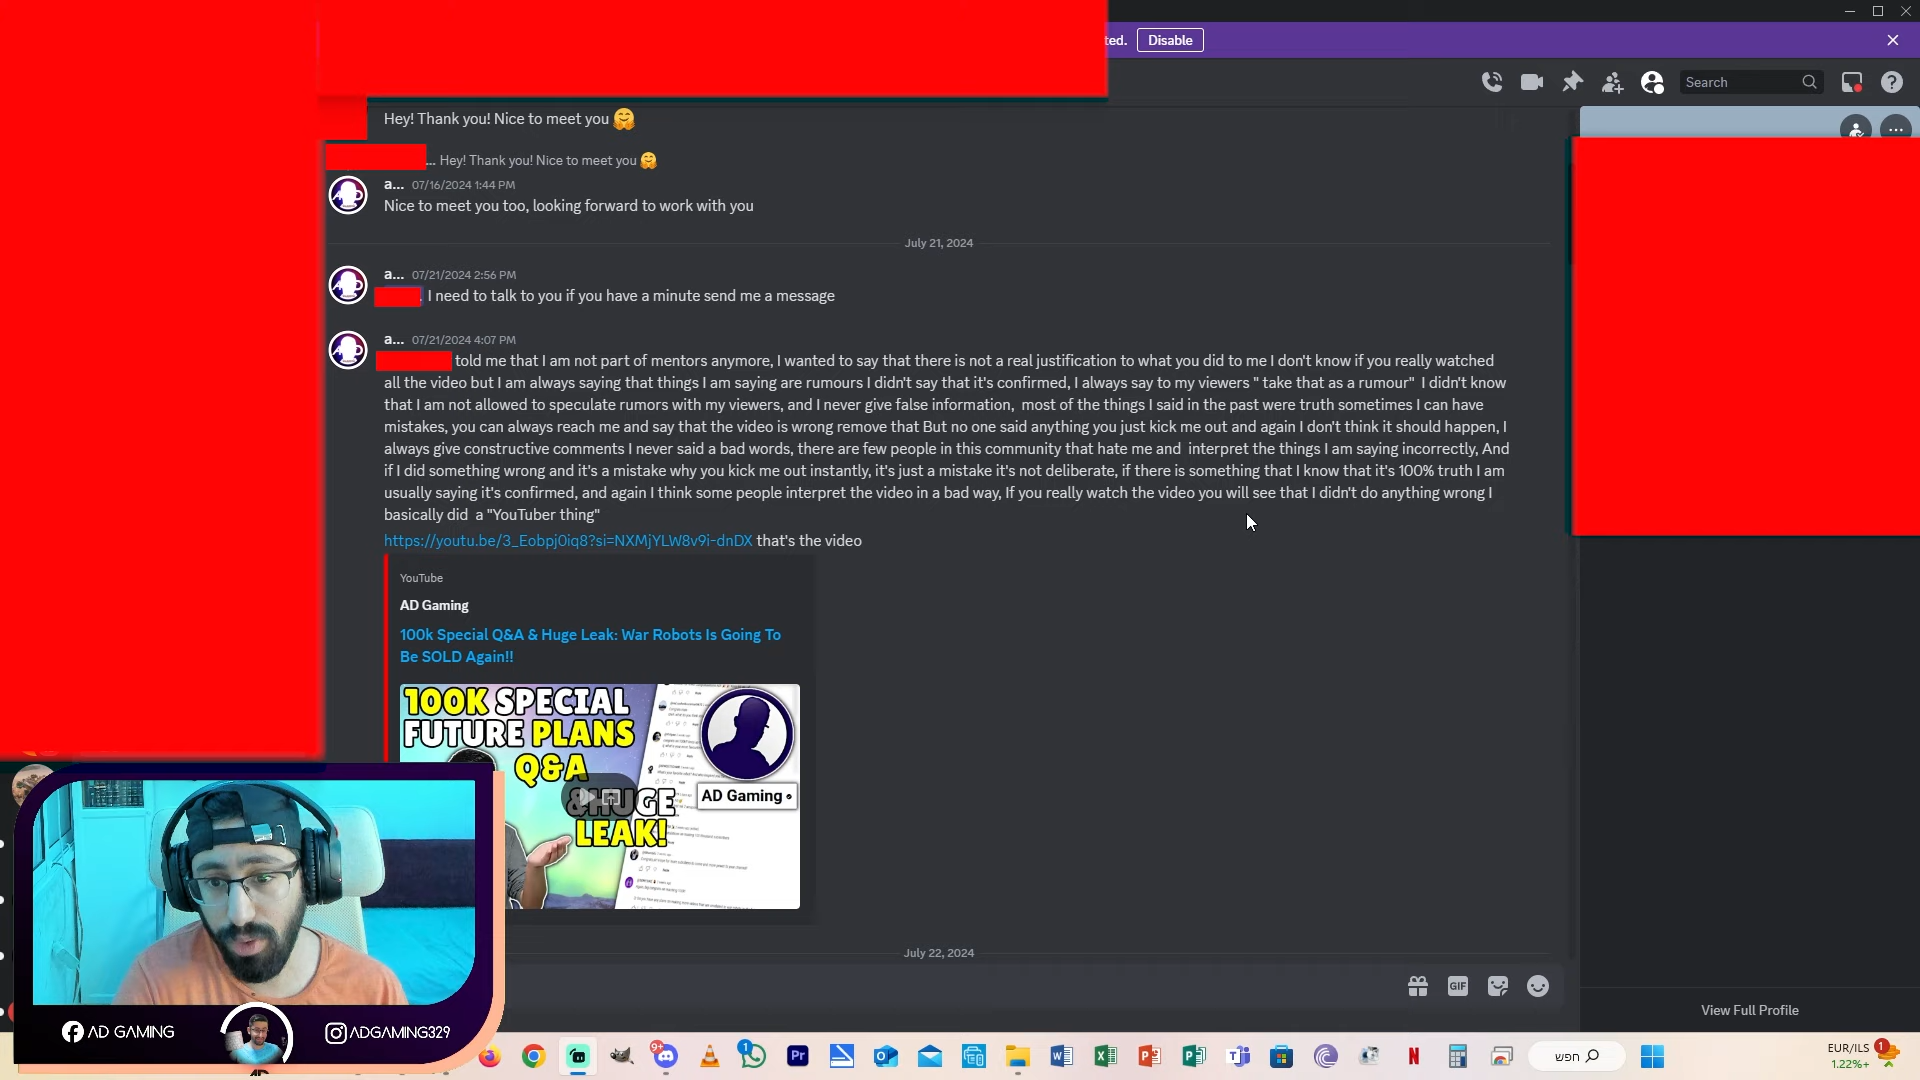 ted. Disable
Search
Hey! Thank you! Nice to meet you 🤗
... Hey! Thank you! Nice to meet you 🤗
a... 07/16/2024 1:44 PM
Nice to meet you too, looking forward to work with you
July 21, 2024
a... 07/21/2024 2:56 PM
I need to talk to you if you have a minute send me a message
a... 07/21/2024 4:07 PM
told me that I am not part of mentors anymore, I wanted to say that there is not a real justification to what you did to me I don't know if you really watched
all the video but I am always saying that things I am saying are rumours I didn't say that it's confirmed, I always say to my viewers " take that as a rumour" I didn't know
that I am not allowed to speculate rumors with my viewers, and I never give false information, most of the things I said in the past were truth sometimes I can have
mistakes, you can always reach me and say that the video is wrong remove that But no one said anything you just kick me out and again I don't think it should happen, I
always give constructive comments I never said a bad words, there are few people in this community that hate me and interpret the things I am saying incorrectly, And
if I did something wrong and it's a mistake why you kick me out instantly, it's just a mistake it's not deliberate, if there is something that I know that it's 100% truth I am
usually saying it's confirmed, and again I think some people interpret the video in a bad way, If you really watch the video you will see that I didn't do anything wrong I
basically did a "YouTuber thing"
https://youtu.be/3_Eobpj0iq8?si=NXMjYLW8v9i-dnDX that's the video
YouTube
AD Gaming
100k Special Q&A & Huge Leak: War Robots Is Going To
Be SOLD Again!!
100K SPECIAL
FUTURE PLANS
Q&A
&HUGE
LEAK!
AD Gaming
July 22, 2024
GIF
View Full Profile
AD GAMING
ADGAMING329
9+
1
Pr
חפש
EUR/ILS
1.22%+
1